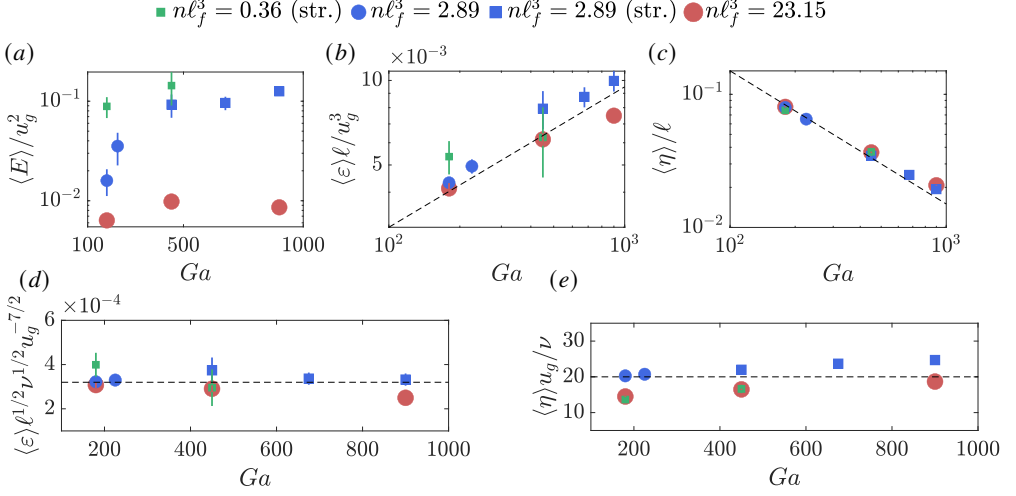 nℓ_f^3 = 0.36 (str.) nℓ_f^3 = 2.89 nℓ_f^3 = 2.89 (str.) nℓ_f^3 = 23.15
(a)
⟨E⟩/u_g^2
10^{-1}
10^{-2}
100 500 1000
Ga
(b)
×10^{-3}
⟨ε⟩ℓ/u_g^3
10
5
10^2 10^3
Ga
(c)
⟨η⟩/ℓ
10^{-1}
10^{-2}
10^2 10^3
Ga
(d)
×10^{-4}
⟨ε⟩ℓ^{1/2}ν^{1/2}u_g^{-7/2}
6
4
2
200 400 600 800 1000
Ga
(e)
⟨η⟩u_g/ν
30
20
10
200 400 600 800 1000
Ga